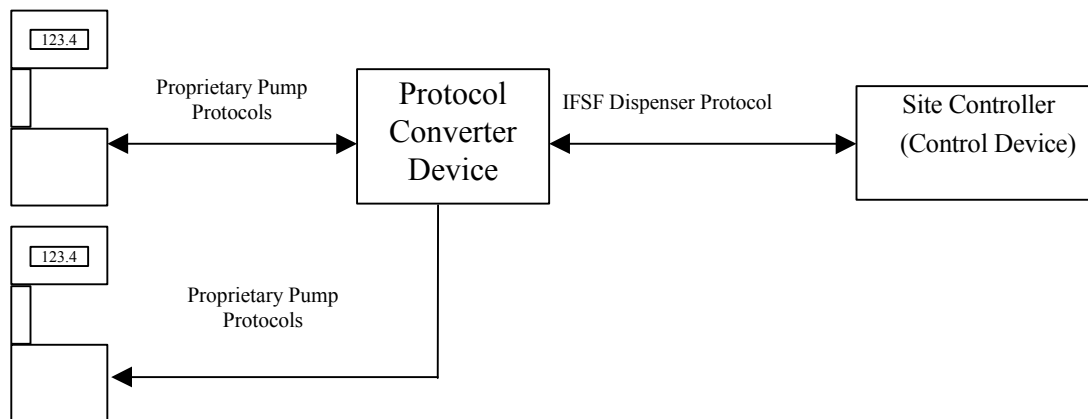 123.4
Proprietary Pump
Protocols
Protocol
Converter
Device
IFSF Dispenser Protocol
Site Controller
(Control Device)
123.4
Proprietary Pump
Protocols